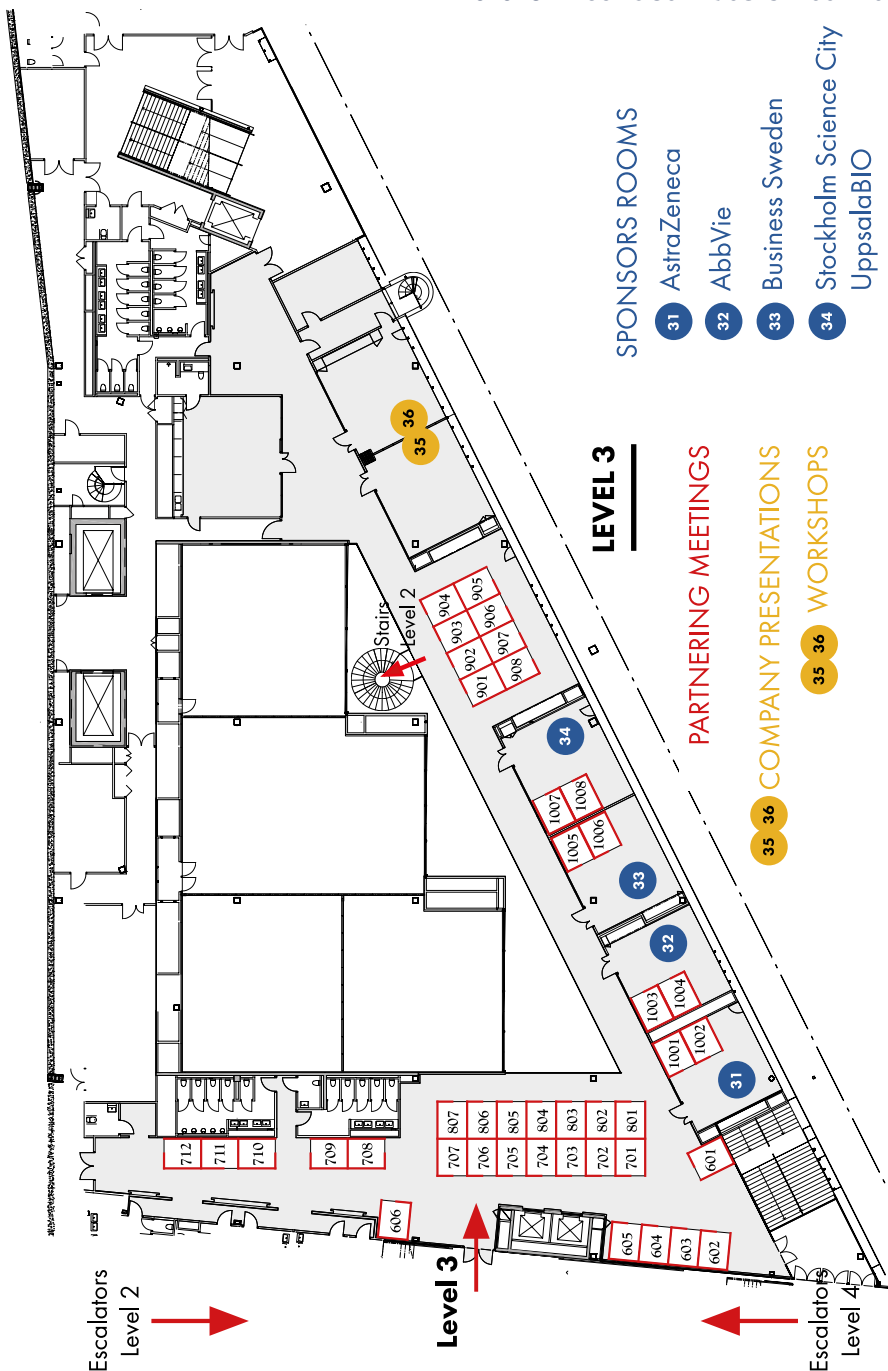 SPONSORS ROOMS
31 AstraZeneca
32 AbbVie
33 Business Sweden
34 Stockholm Science City
UppsalaBIO
LEVEL 3
PARTNERING MEETINGS
35 36 COMPANY PRESENTATIONS
35 36 WORKSHOPS
Escalators
Level 2
Level 3
Escalators
Level 4
Stairs
Level 2
35
36
34
33
32
31
901
902
903
904
908
907
906
905
1007
1008
1005
1006
1003
1004
1001
1002
712
711
710
709
708
707
706
705
704
703
702
701
807
806
805
804
803
802
801
606
605
604
603
602
601